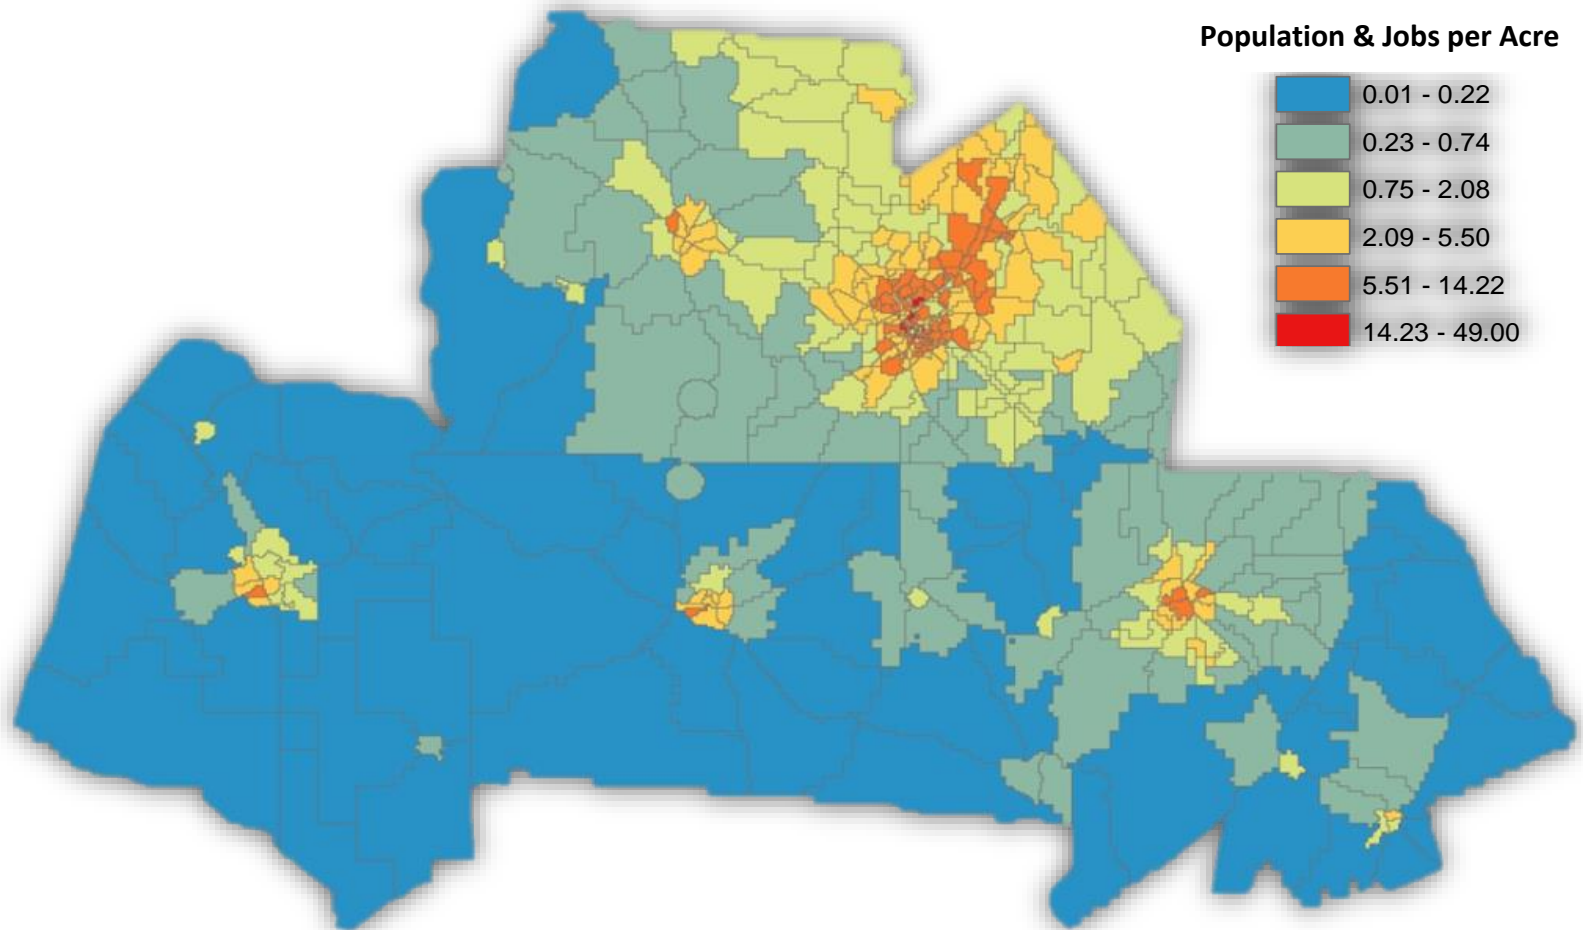 Population & Jobs per Acre
0.01 - 0.22
0.23 - 0.74
0.75 - 2.08
2.09 - 5.50
5.51 - 14.22
14.23 - 49.00